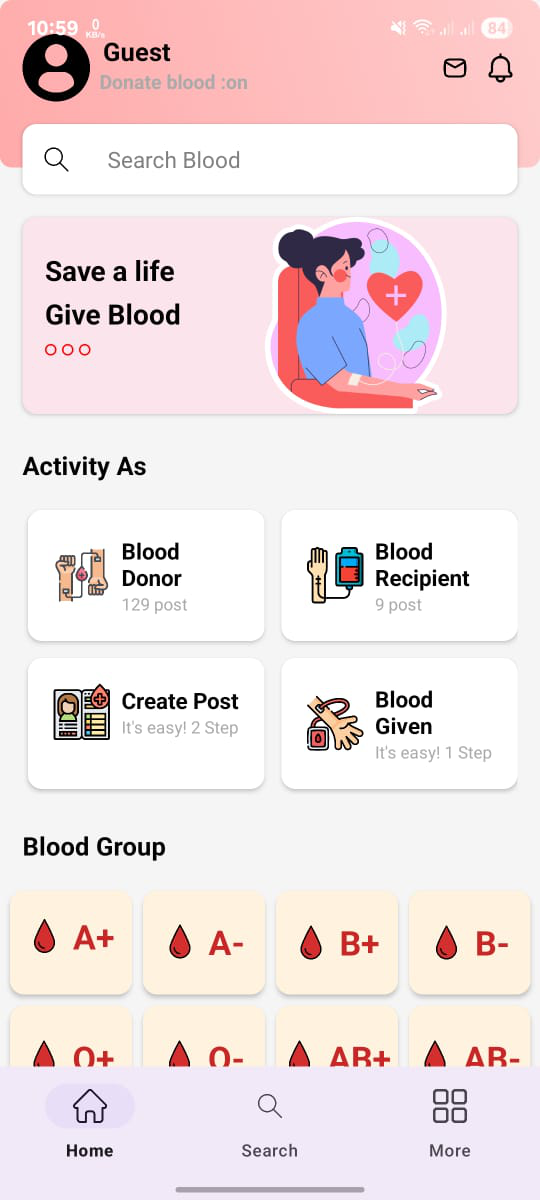 10:59 0 KB/s 84
Guest
Donate blood :on
Search Blood
Save a life
Give Blood
Activity As
Blood Donor
129 post
Blood Recipient
9 post
Create Post
It's easy! 2 Step
Blood Given
It's easy! 1 Step
Blood Group
A+ A- B+ B-
O+ O- AB+ AB-
Home Search More